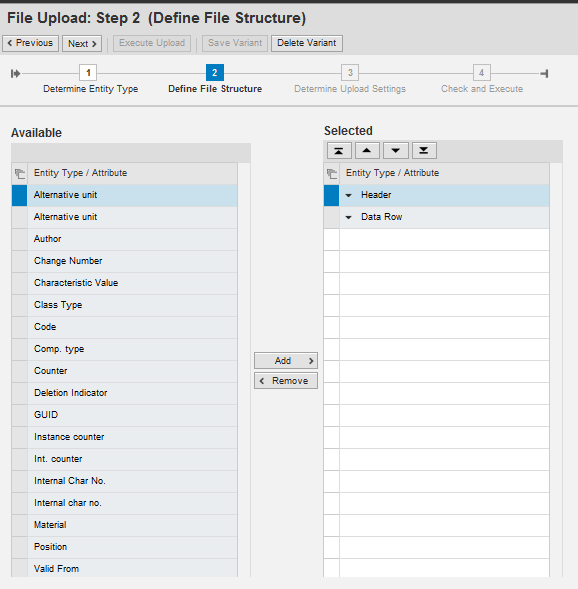 File Upload: Step 2 (Define File Structure)
Previous Next Execute Upload Save Variant Delete Variant
1 2 3 4
Determine Entity Type Define File Structure Determine Upload Settings Check and Execute
Available
Entity Type / Attribute
Alternative unit
Alternative unit
Author
Change Number
Characteristic Value
Class Type
Code
Comp. type
Counter
Deletion Indicator
GUID
Instance counter
Int. counter
Internal Char No.
Internal char no.
Material
Position
Valid From
Add
Remove
Selected
Entity Type / Attribute
Header
Data Row